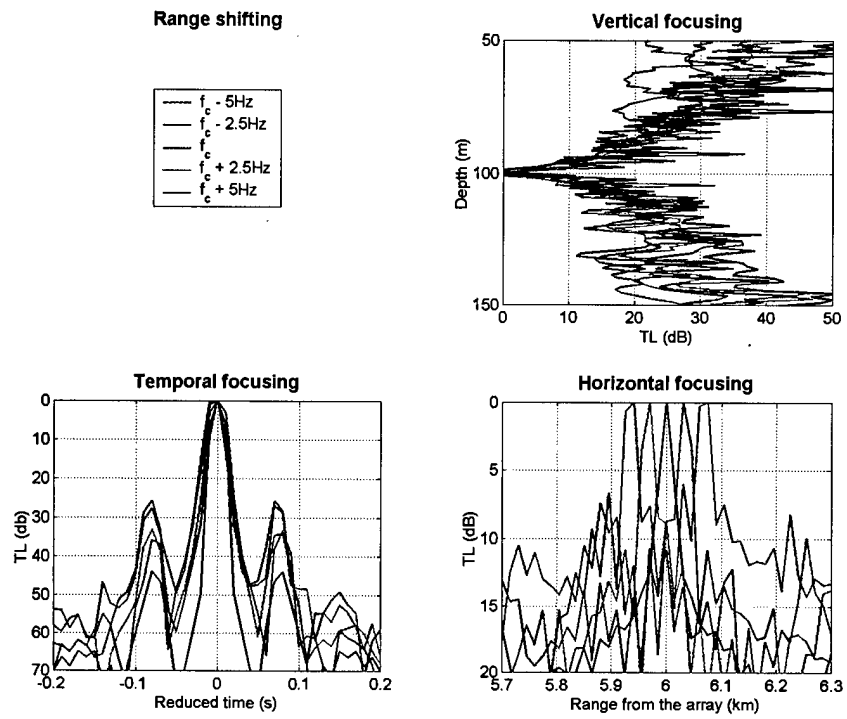 Range shifting
f_c - 5Hz
f_c - 2.5Hz
f_c
f_c + 2.5Hz
f_c + 5Hz
Vertical focusing
50
100
150
Depth (m)
0 10 20 30 40 50
TL (dB)
Temporal focusing
0
10
20
30
40
50
60
70
TL (db)
-0.2 -0.1 0 0.1 0.2
Reduced time (s)
Horizontal focusing
0
5
10
15
20
TL (dB)
5.7 5.8 5.9 6 6.1 6.2 6.3
Range from the array (km)